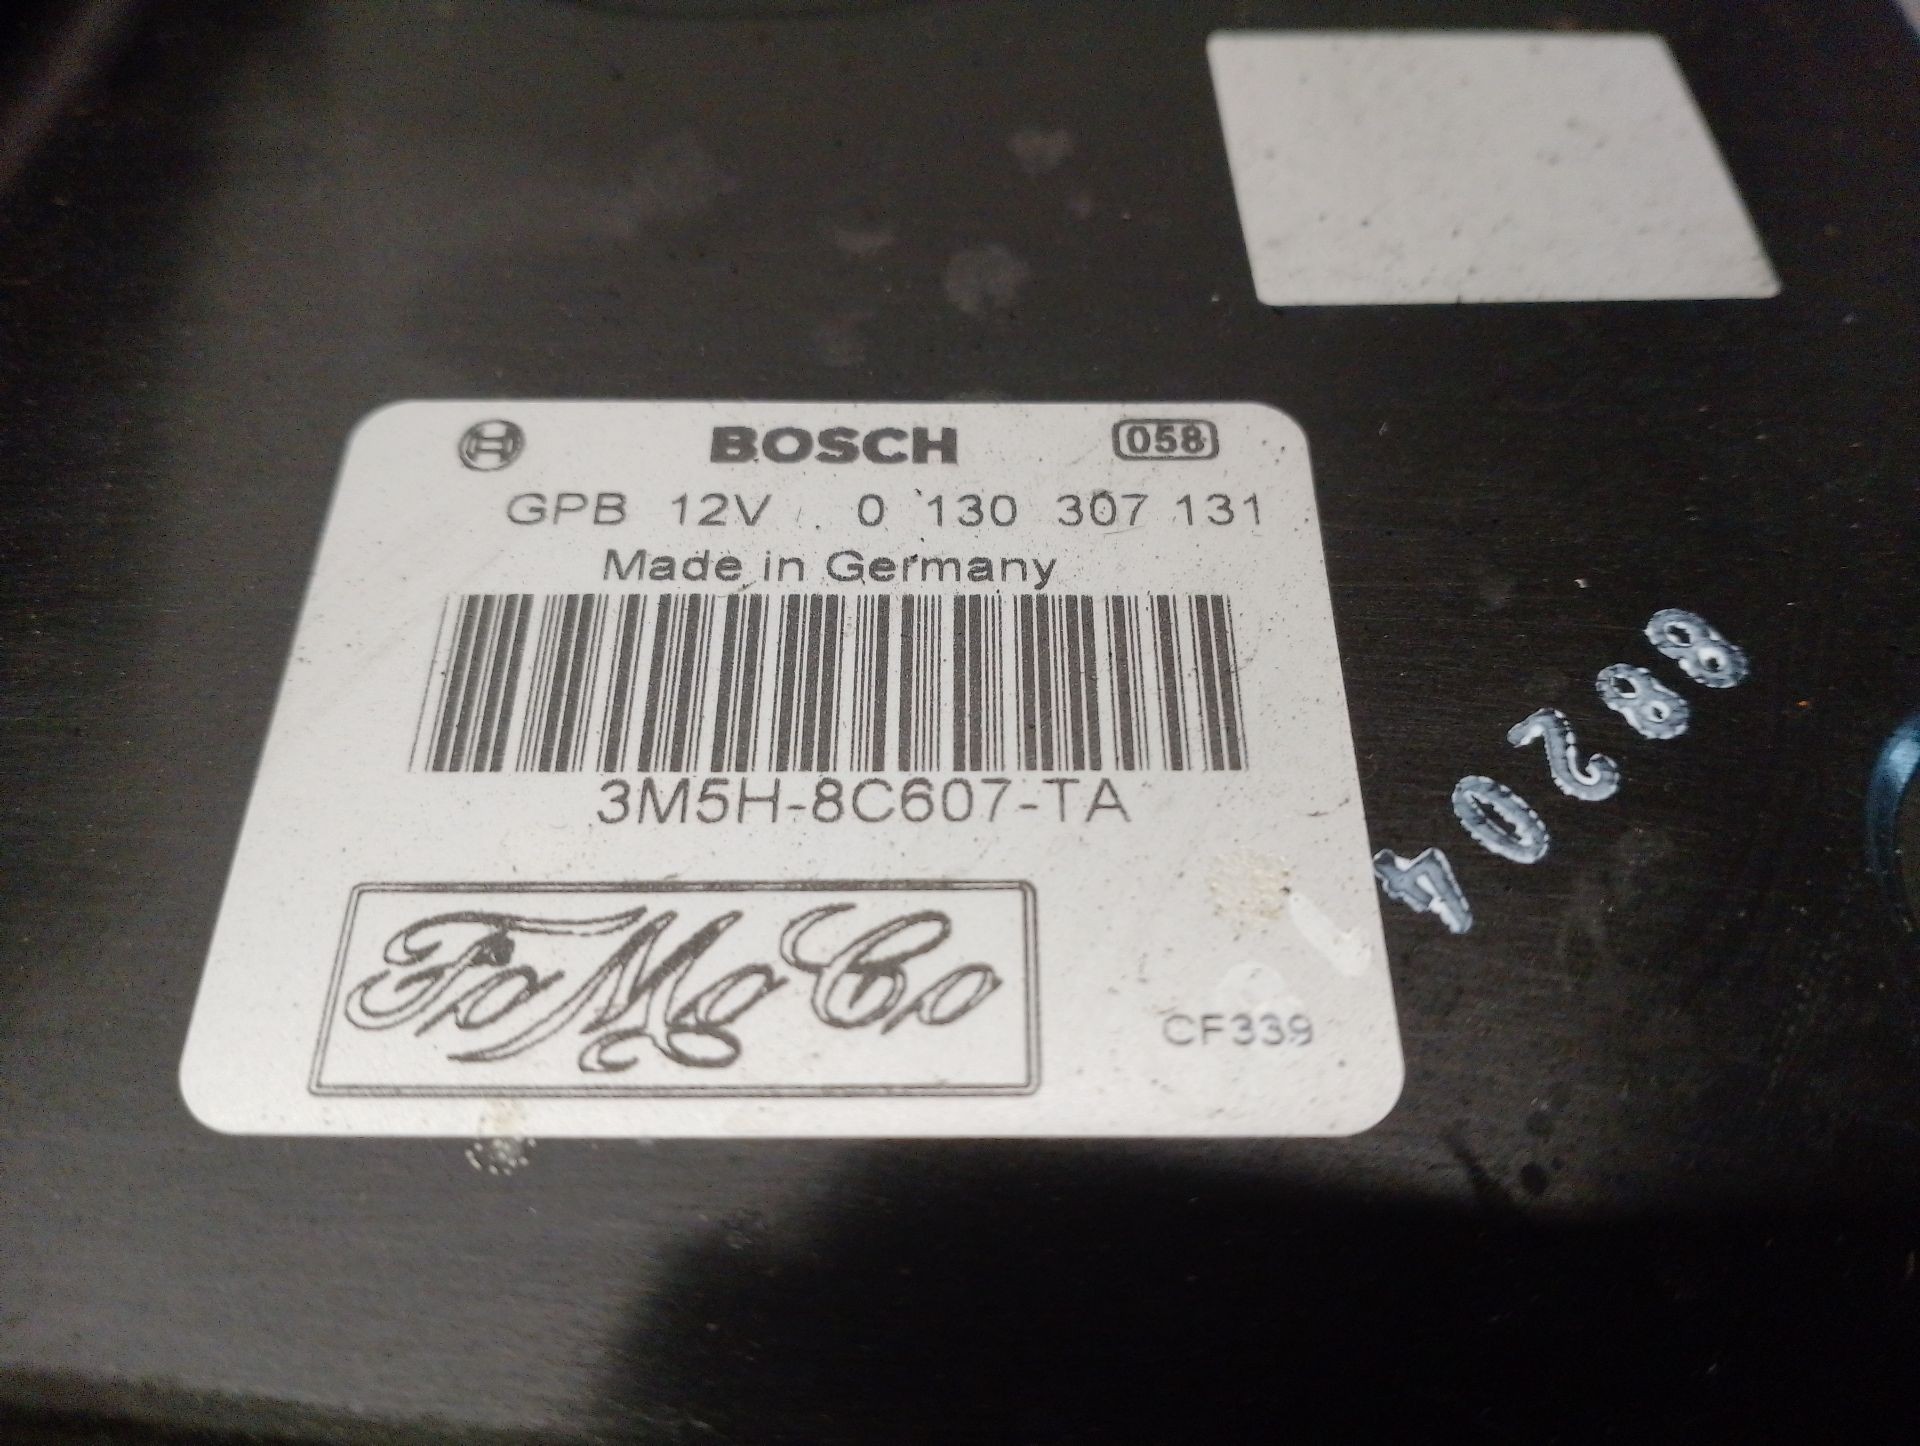 BOSCH 058
GPB 12V 0 130 307 131
Made in Germany
3M5H-8C607-TA
FoMoCo
CF339
40288